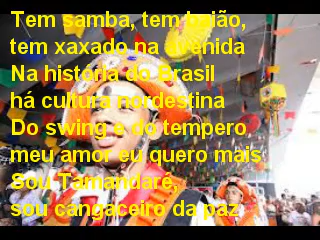 Tem samba, tem baião,
tem xaxado na avenida
Na história do Brasil
há cultura nordestina
Do swing e do tempero,
meu amor eu quero mais
Sou Tamandaré,
sou cangaceiro da paz